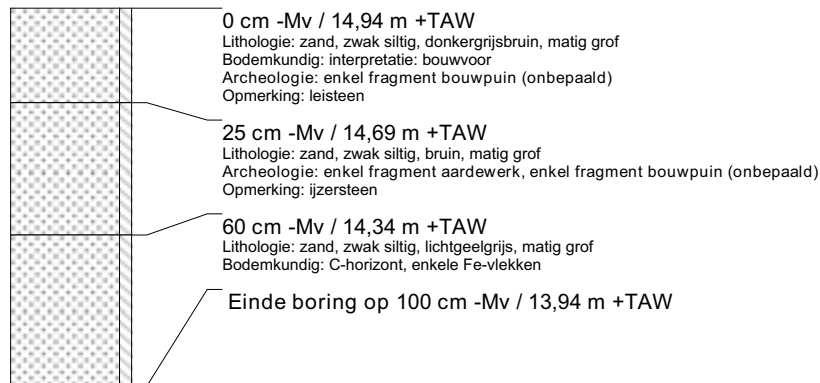 0 cm -Mv / 14,94 m +TAW
Lithologie: zand, zwak siltig, donkergrijsbruin, matig grof
Bodemkundig: interpretatie: bouwvoor
Archeologie: enkel fragment bouwpuin (onbepaald)
Opmerking: leisteen
25 cm -Mv / 14,69 m +TAW
Lithologie: zand, zwak siltig, bruin, matig grof
Archeologie: enkel fragment aardewerk, enkel fragment bouwpuin (onbepaald)
Opmerking: ijzersteen
60 cm -Mv / 14,34 m +TAW
Lithologie: zand, zwak siltig, lichtgeelgrijs, matig grof
Bodemkundig: C-horizont, enkele Fe-vlekken
Einde boring op 100 cm -Mv / 13,94 m +TAW